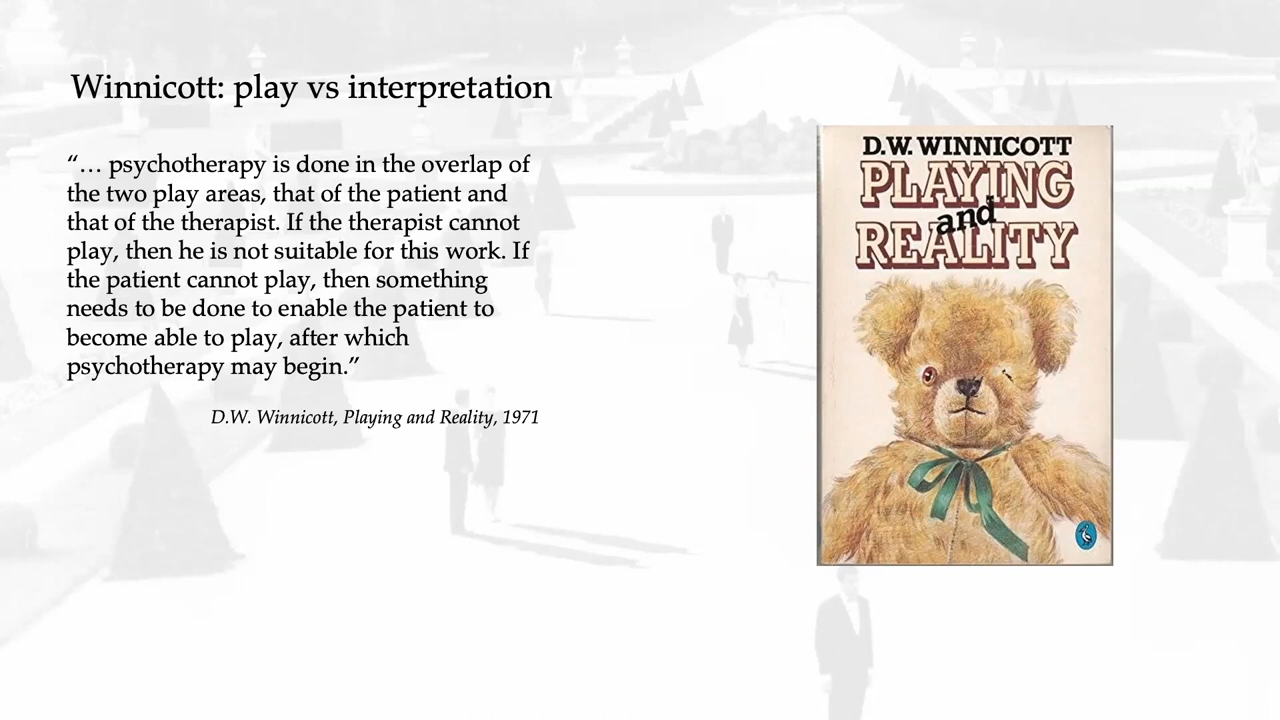 Winnicott: play vs interpretation
“… psychotherapy is done in the overlap of
the two play areas, that of the patient and
that of the therapist. If the therapist cannot
play, then he is not suitable for this work. If
the patient cannot play, then something
needs to be done to enable the patient to
become able to play, after which
psychotherapy may begin.”
D.W. Winnicott, Playing and Reality, 1971
D.W. WINNICOTT
PLAYING
and
REALITY